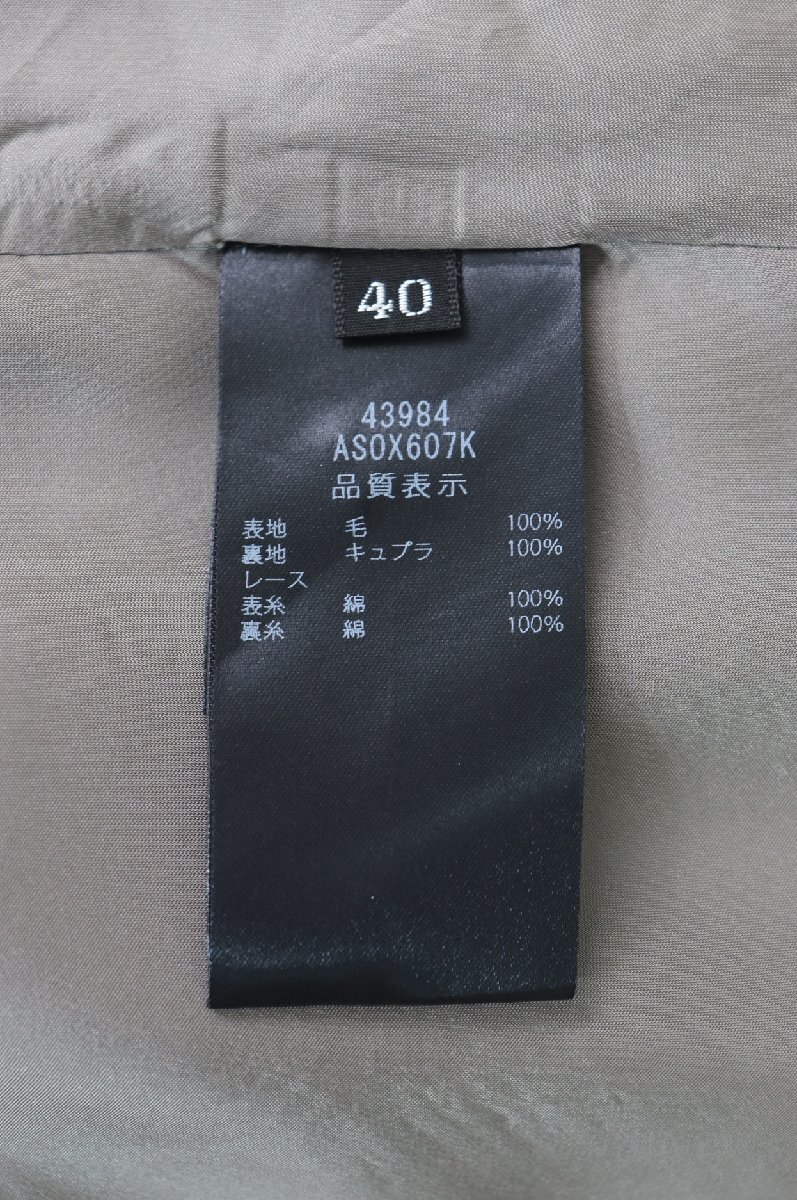 40
43984
ASOX607K
品質表示
表地 毛 100%
裏地 キュプラ 100%
レース
表糸 綿 100%
裏糸 綿 100%